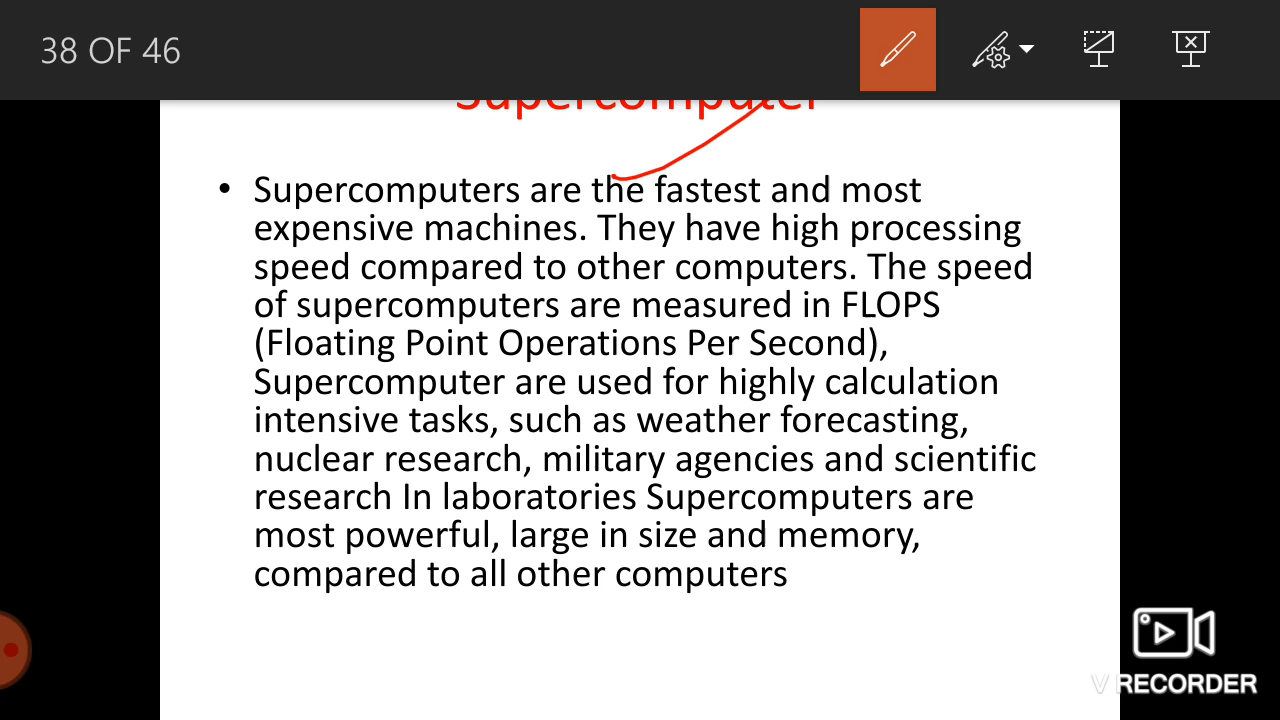 38 OF 46
Supercomputer
• Supercomputers are the fastest and most
expensive machines. They have high processing
speed compared to other computers. The speed
of supercomputers are measured in FLOPS
(Floating Point Operations Per Second),
Supercomputer are used for highly calculation
intensive tasks, such as weather forecasting,
nuclear research, military agencies and scientific
research In laboratories Supercomputers are
most powerful, large in size and memory,
compared to all other computers
V RECORDER